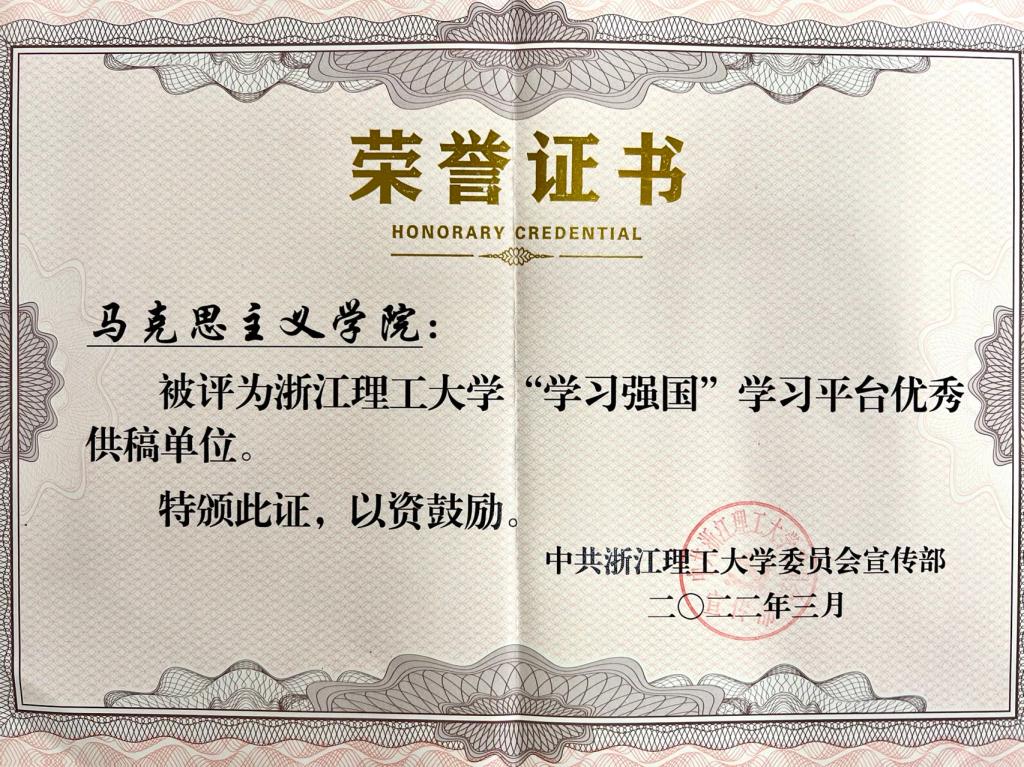 荣誉证书
HONORARY CREDENTIAL
马克思主义学院：
被评为浙江理工大学“学习强国”学习平台优秀
供稿单位。
特颁此证，以资鼓励。
中共浙江理工大学委员会宣传部
二〇二二年三月